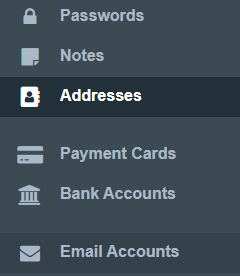 Passwords
Notes
Addresses
Payment Cards
Bank Accounts
Email Accounts